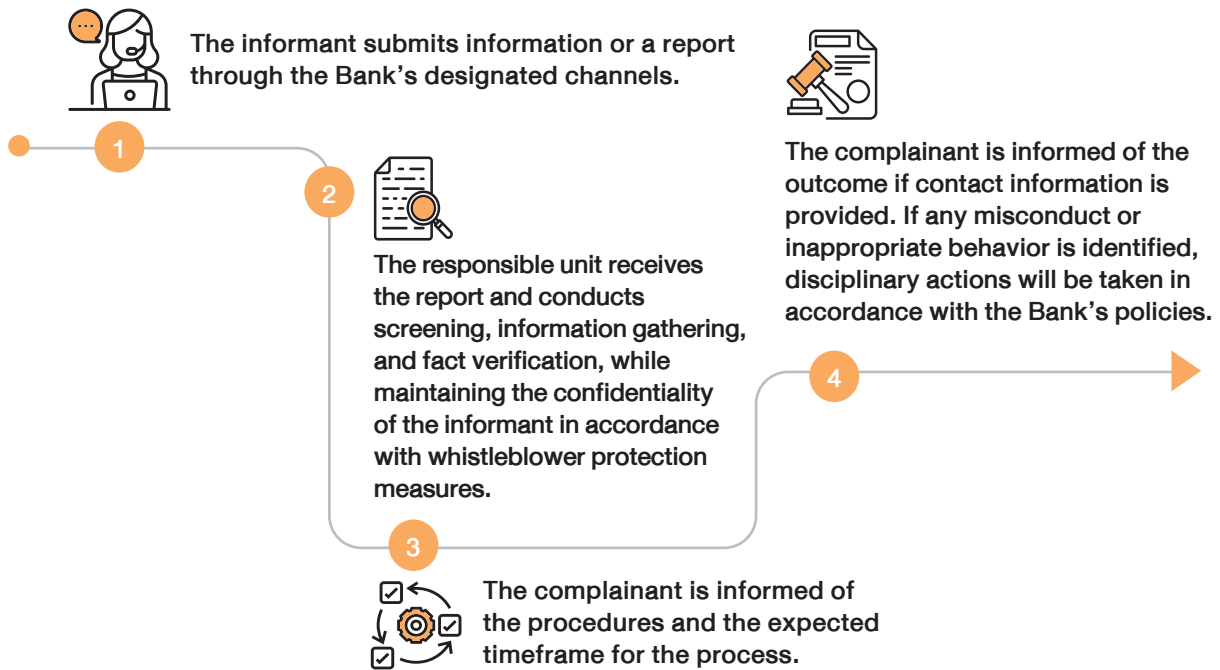 The informant submits information or a report
through the Bank's designated channels.
1
2
The responsible unit receives
the report and conducts
screening, information gathering,
and fact verification, while
maintaining the confidentiality
of the informant in accordance
with whistleblower protection
measures.
3
The complainant is informed of
the procedures and the expected
timeframe for the process.
The complainant is informed of the
outcome if contact information is
provided. If any misconduct or
inappropriate behavior is identified,
disciplinary actions will be taken in
accordance with the Bank's policies.
4